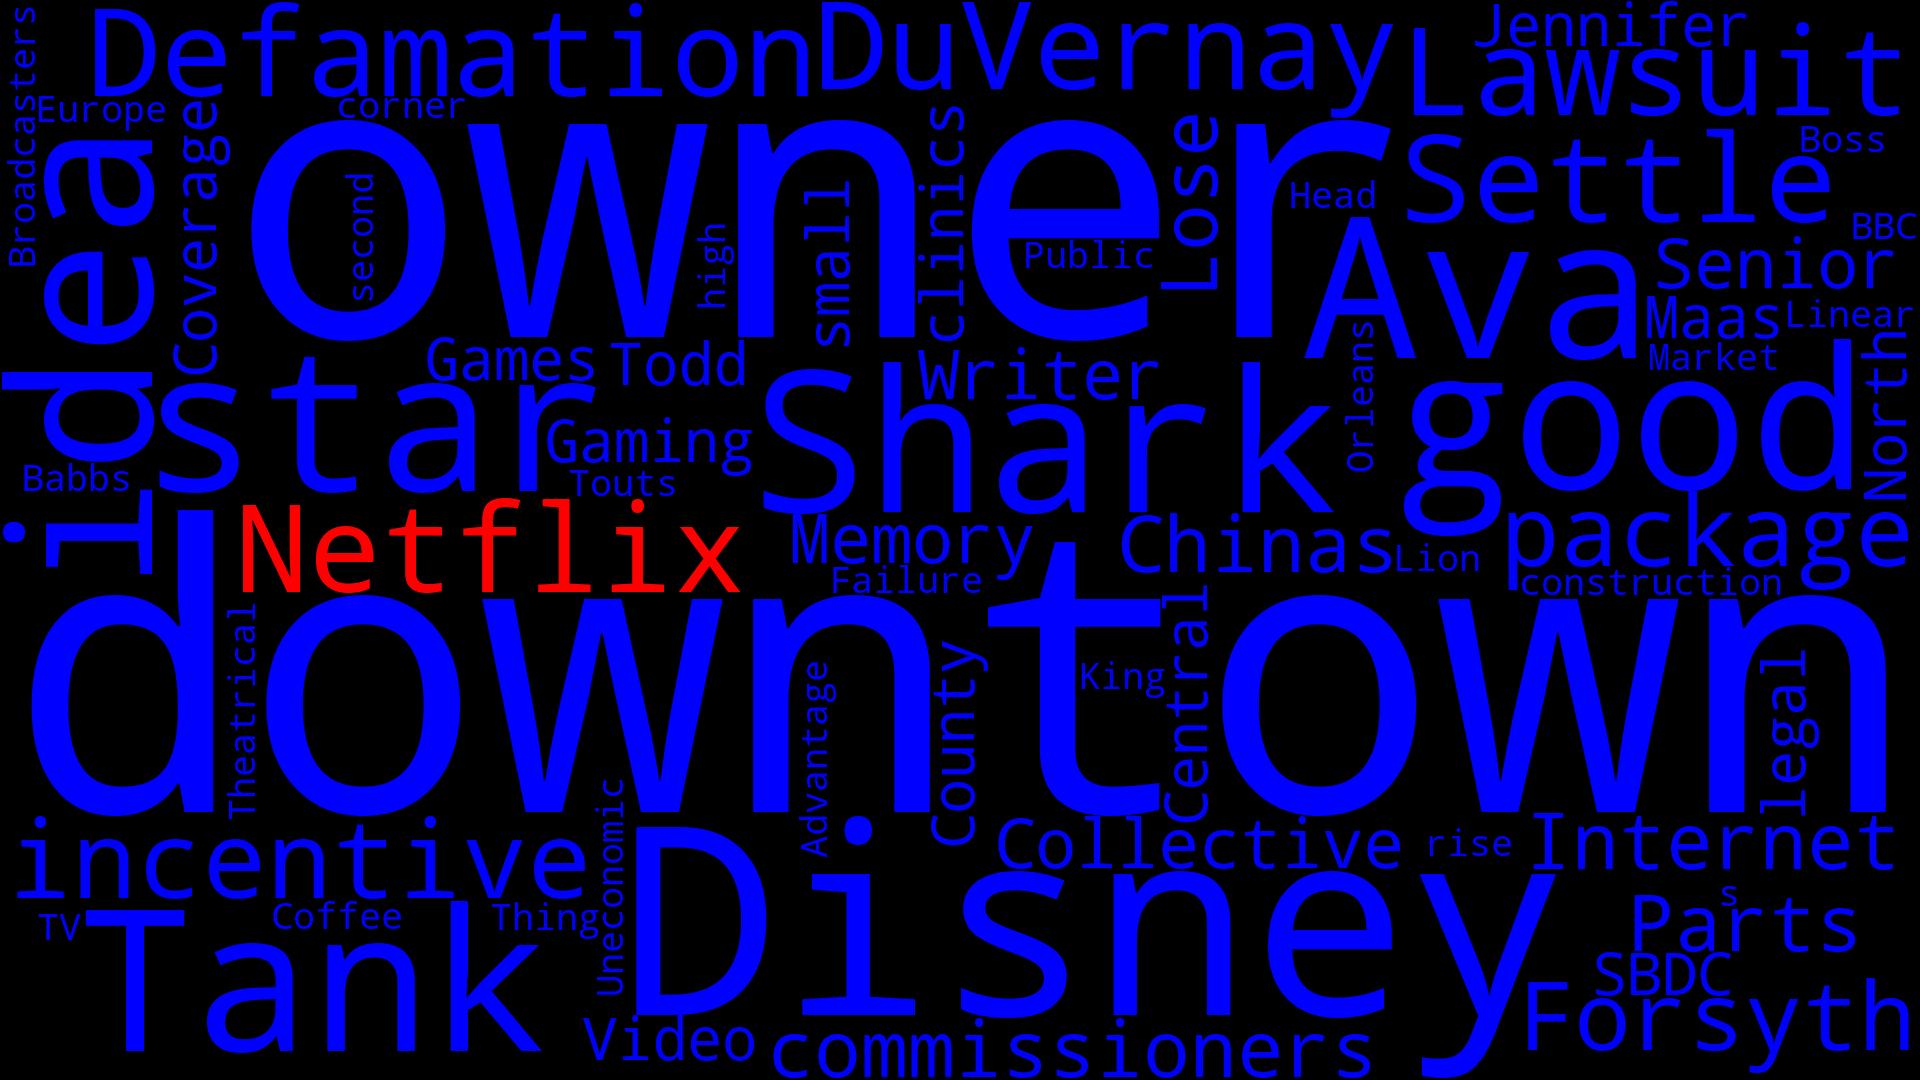 Broadcasters
Defamation
DuVernay
Jennifer
Lawsuit
Europe
corner
Coverage
idea
owner
second
high
small
clinics
Public
Lose
Head
Settle
Boss
BBC
Ava
Senior
Maas
Linear
Market
North
star
Games
Todd
Gaming
Touts
Shark
Writer
Orleans
good
Babbs
Netflix
Memory
Failure
Chinas
Lion
package
construction
downtown
Theatrical
Advantage
County
King
Central
legal
incentive
Uneconomic
Disney
Collective
rise
Internet
TV
Tank
Coffee
Thing
s
Parts
SBDC
Forsyth
Video
commissioners